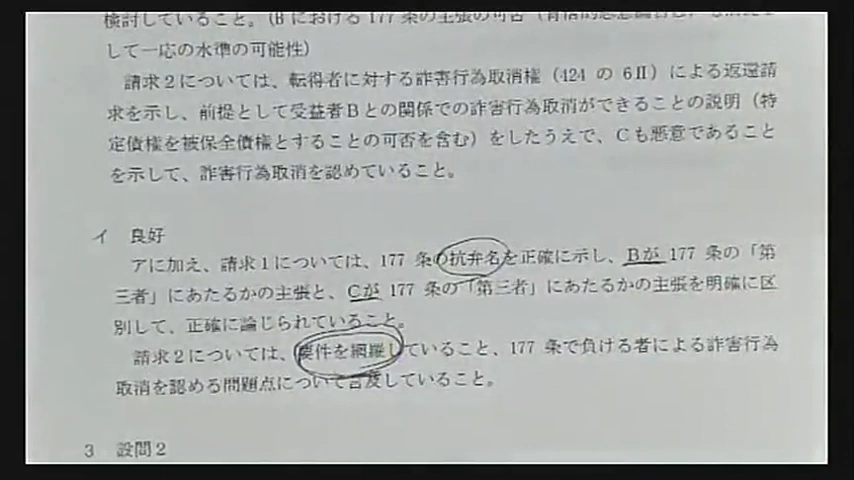 検討していること。(Bにおける177条の主張の可否
して一応の水準の可能性)
請求2については、転得者に対する詐害行為取消権(424の6Ⅱ)による返還請
求を示し、前提として受益者Bとの関係での詐害行為取消ができることの説明(特
定債権を被保全債権とすることの可否を含む)をしたうえで、Cも悪意であること
を示して、詐害行為取消を認めていること。
イ 良好
アに加え、請求1については、177条の抗弁名を正確に示し、Bが177条の「第
三者」にあたるかの主張と、Cが177条の「第三者」にあたるかの主張を明確に区
別して、正確に論じられていること。
請求2については、要件を網羅していること、177条で負ける者による詐害行為
取消を認める問題点について言及していること。
3 設問2